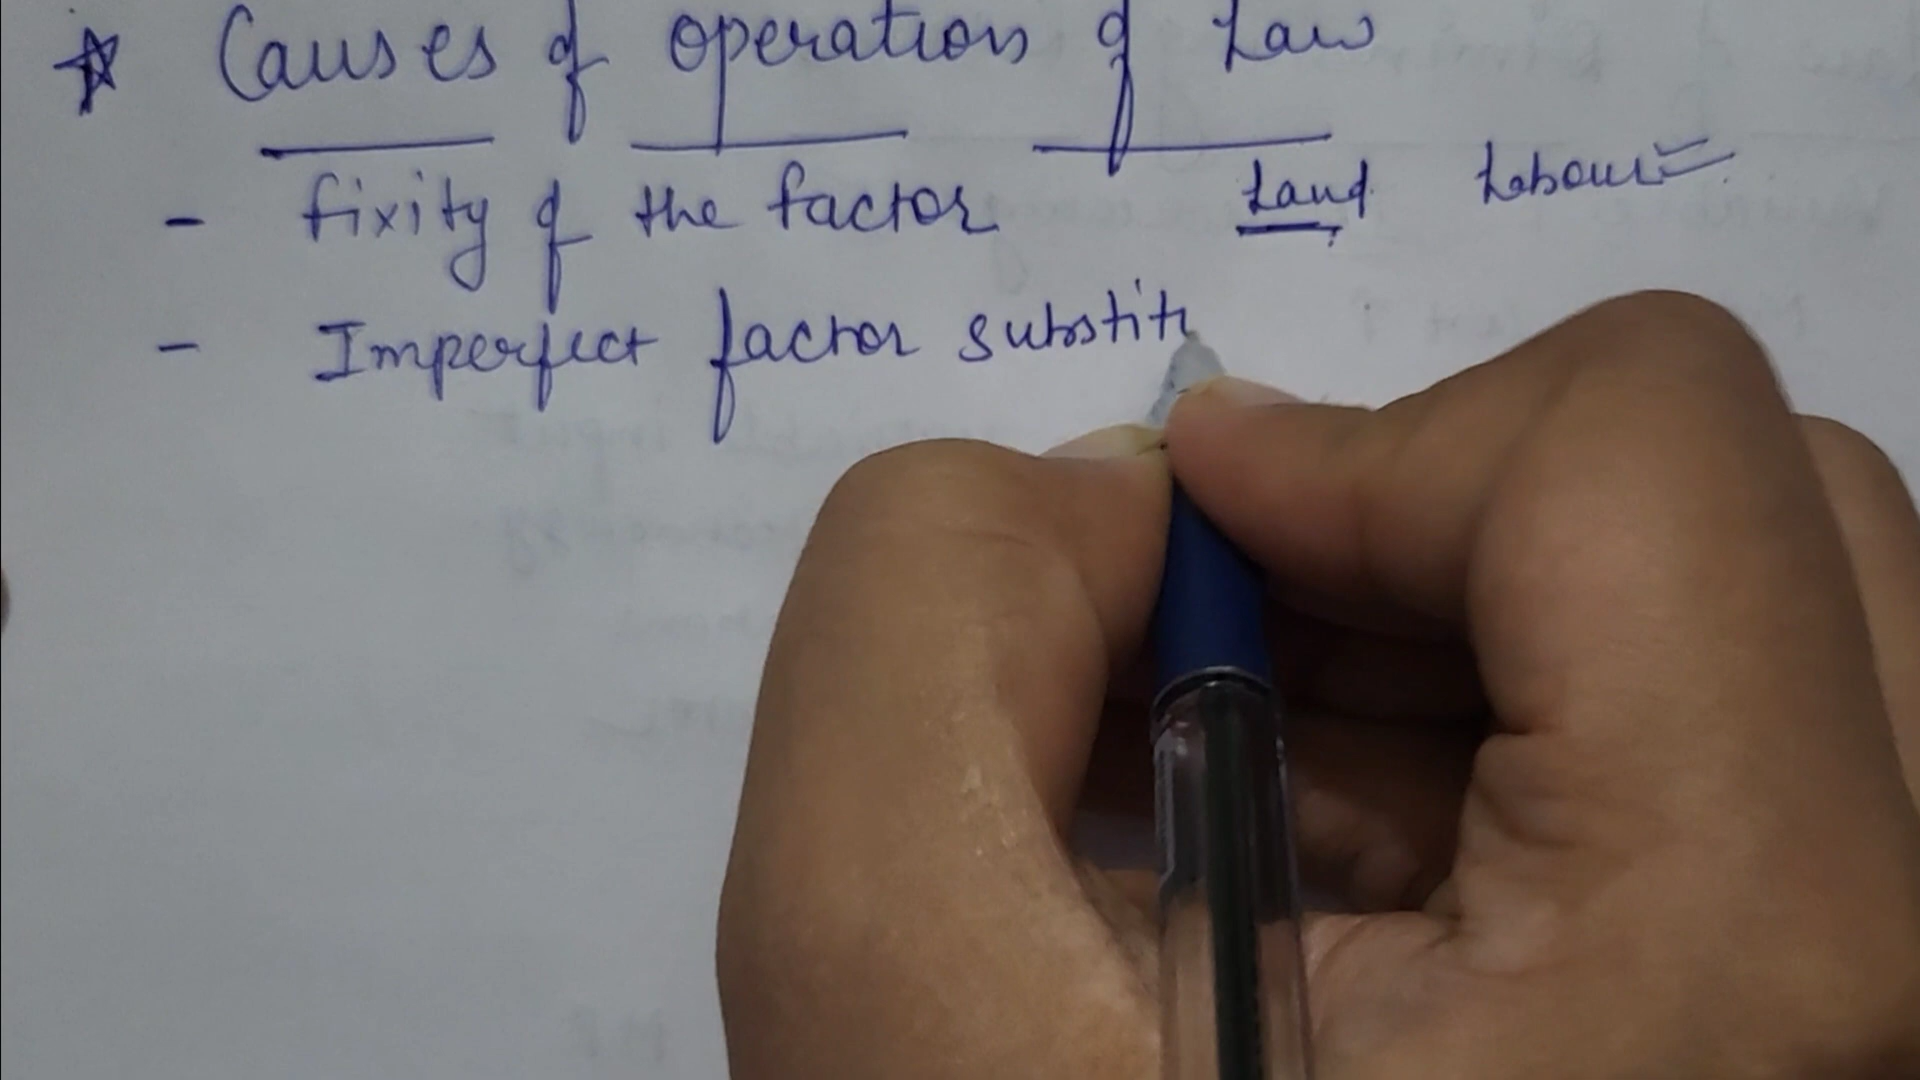 ☆ Causes of operation of Law
- fixity of the factor Land Labour
- Imperfect factor substit